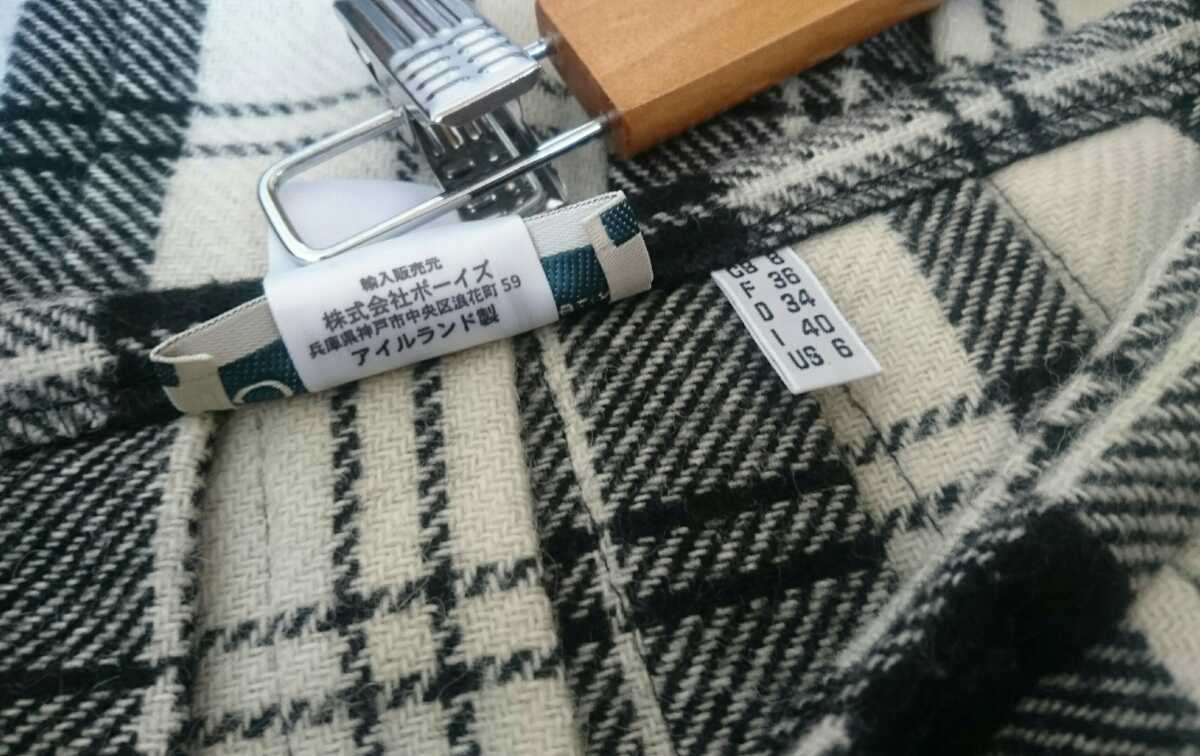 輸入販売元
株式会社ボーイズ
兵庫県神戸市中央区浪花町 59
アイルランド製
GB 8
F 36
D 34
I 40
US 6